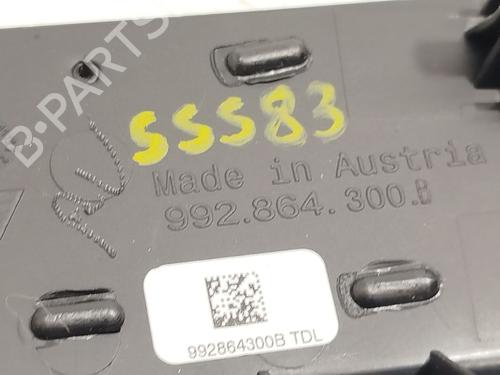 B-PARTS
SSS83
Made in Austria
992.864.300.B
992864300B TDL